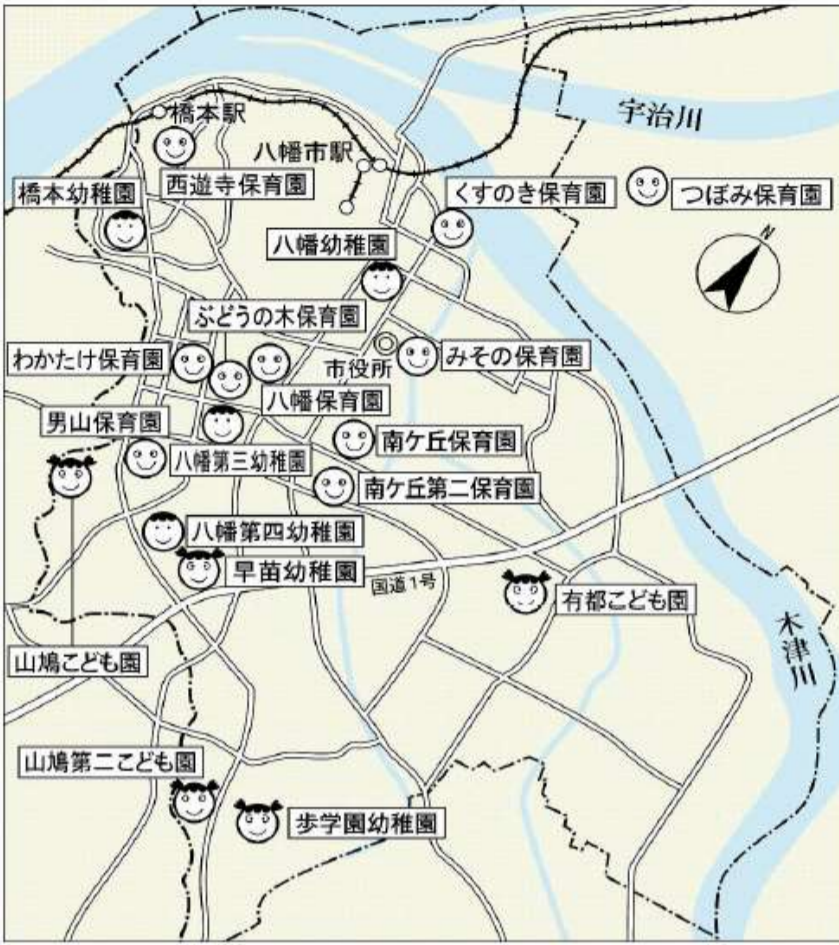 宇治川
橋本駅
八幡市駅
西遊寺保育園
橋本幼稚園
くすのき保育園
つぼみ保育園
N
八幡幼稚園
ぶどうの木保育園
わかたけ保育園
市役所
みその保育園
八幡保育園
男山保育園
南ケ丘保育園
八幡第三幼稚園
南ケ丘第二保育園
八幡第四幼稚園
早苗幼稚園
国道1号
有都こども園
木津川
山鳩こども園
山鳩第二こども園
歩学園幼稚園